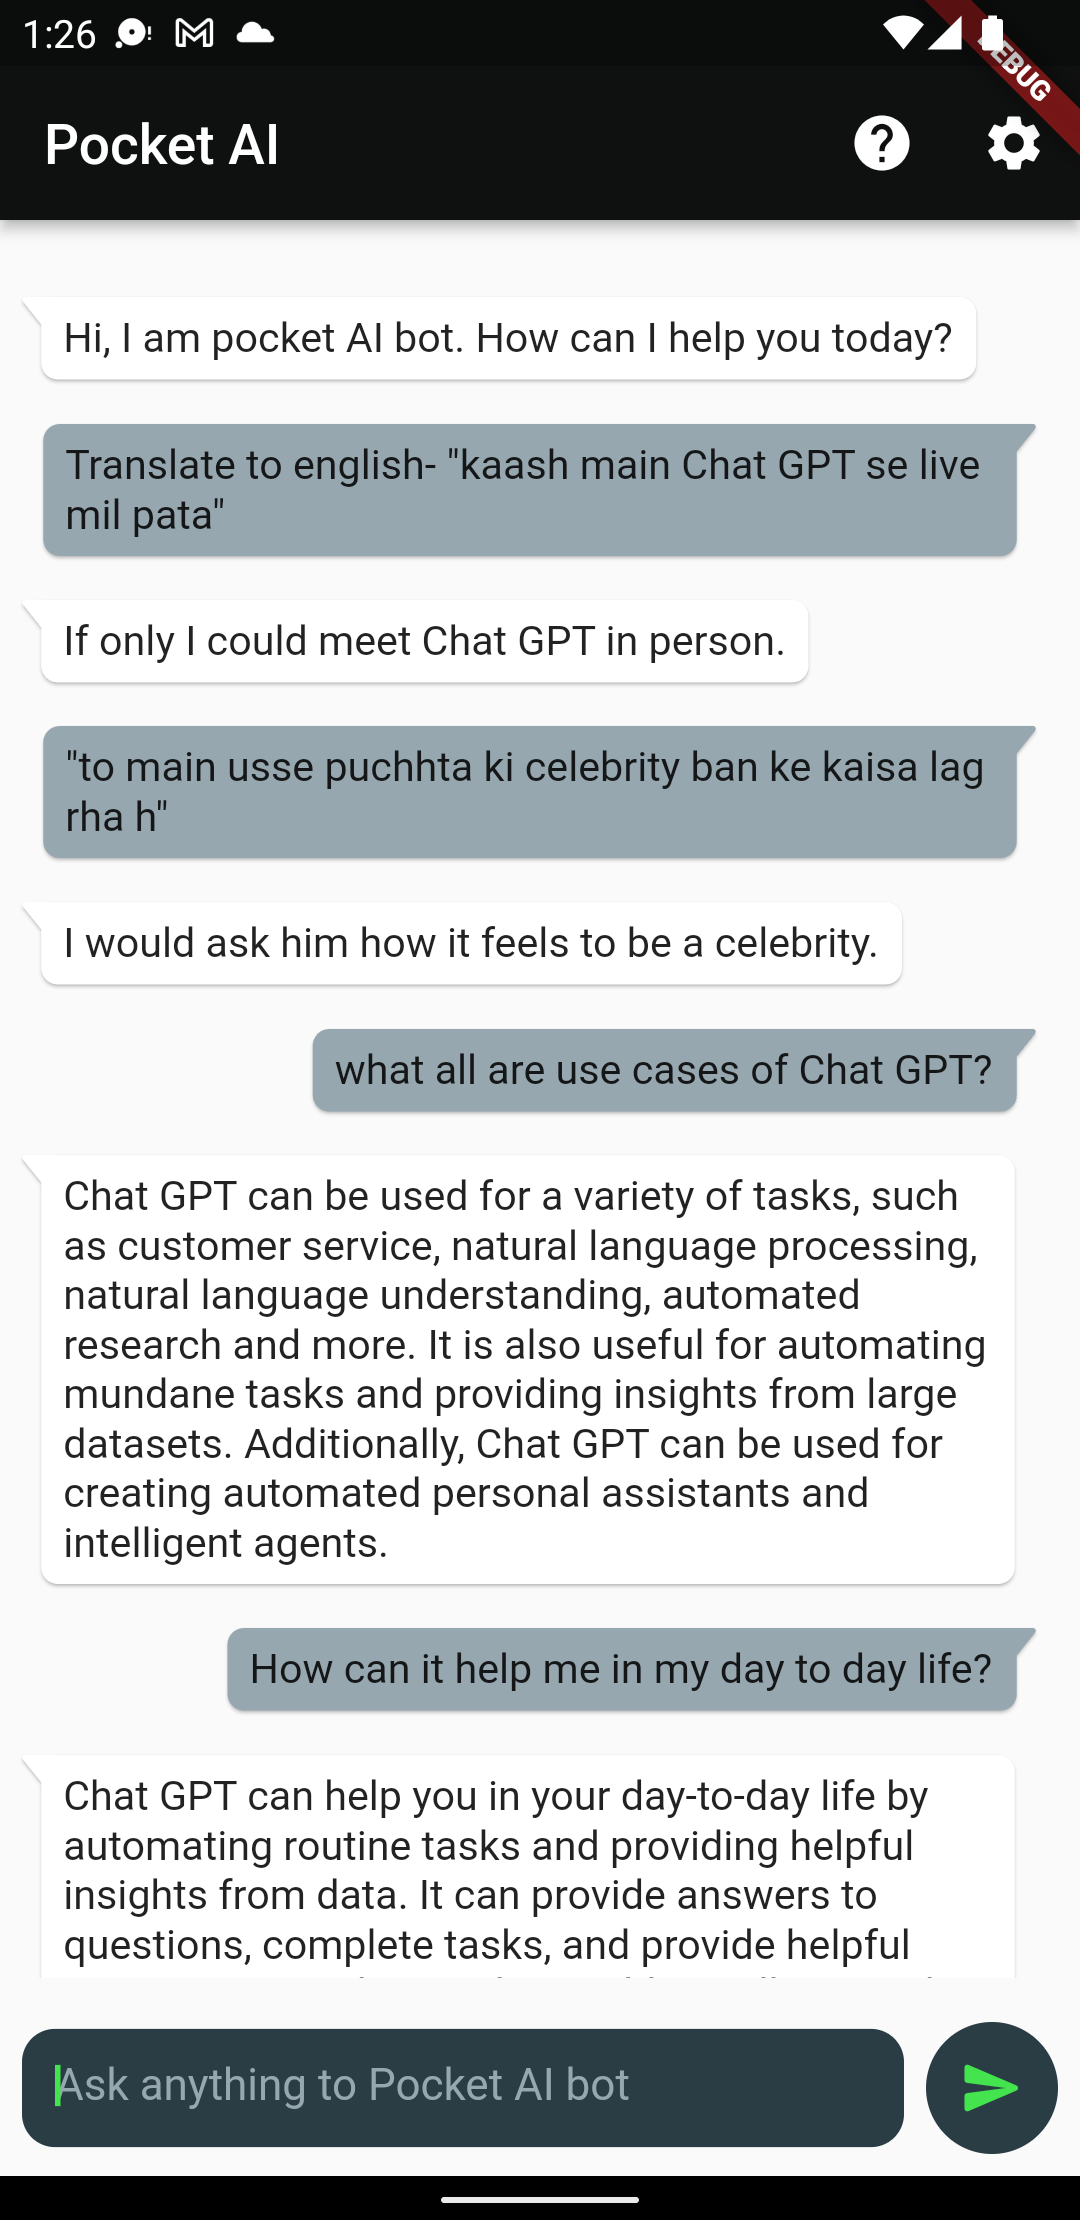 1:26
DEBUG
Pocket AI
Hi, I am pocket AI bot. How can I help you today?
Translate to english- "kaash main Chat GPT se live
mil pata"
If only I could meet Chat GPT in person.
"to main usse puchhta ki celebrity ban ke kaisa lag
rha h"
I would ask him how it feels to be a celebrity.
what all are use cases of Chat GPT?
Chat GPT can be used for a variety of tasks, such
as customer service, natural language processing,
natural language understanding, automated
research and more. It is also useful for automating
mundane tasks and providing insights from large
datasets. Additionally, Chat GPT can be used for
creating automated personal assistants and
intelligent agents.
How can it help me in my day to day life?
Chat GPT can help you in your day-to-day life by
automating routine tasks and providing helpful
insights from data. It can provide answers to
questions, complete tasks, and provide helpful
Ask anything to Pocket AI bot